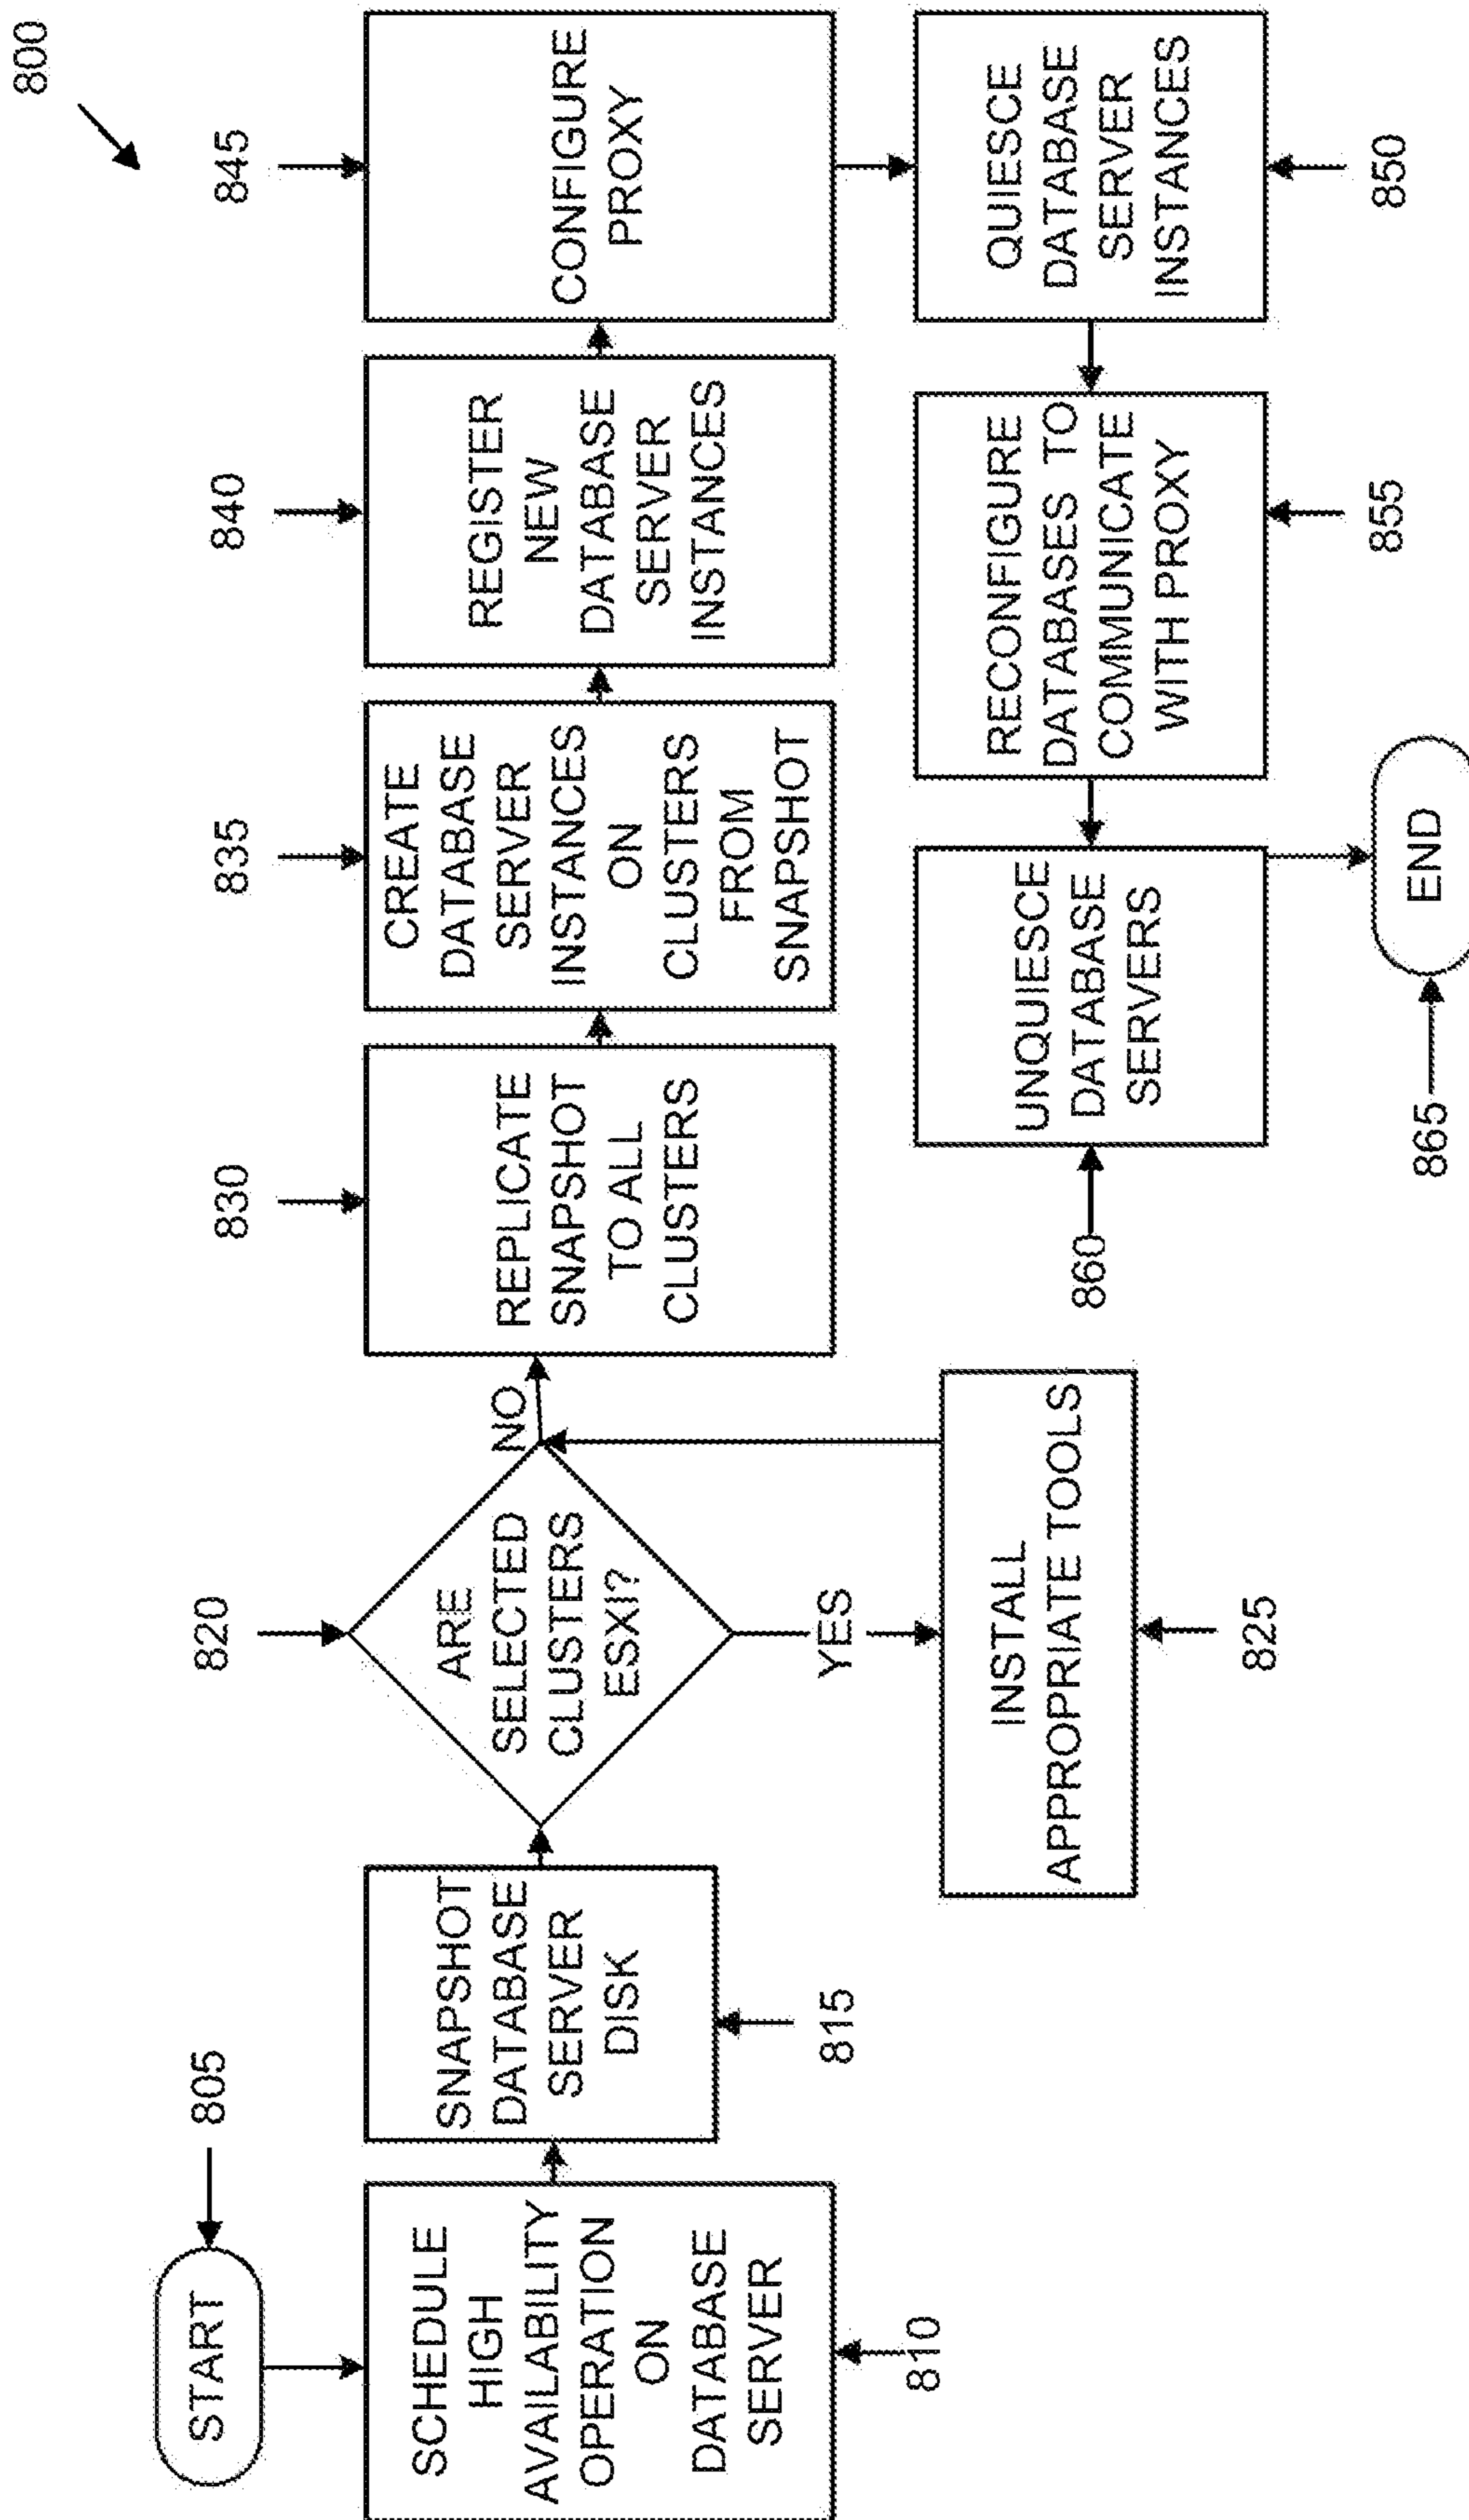 800
START
805
SCHEDULE
HIGH
AVAILABILITY
OPERATION
ON
DATABASE
SERVER
810
SNAPSHOT
DATABASE
SERVER
DISK
815
820
ARE
SELECTED
CLUSTERS
ESXI?
YES
NO
INSTALL
APPROPRIATE TOOLS
825
830
REPLICATE
SNAPSHOT
TO ALL
CLUSTERS
835
CREATE
DATABASE
SERVER
INSTANCES
ON
CLUSTERS
FROM
SNAPSHOT
840
REGISTER
NEW
DATABASE
SERVER
INSTANCES
845
CONFIGURE
PROXY
QUIESCE
DATABASE
SERVER
INSTANCES
850
RECONFIGURE
DATABASES TO
COMMUNICATE
WITH PROXY
855
UNQUIESCE
DATABASE
SERVERS
860
END
865